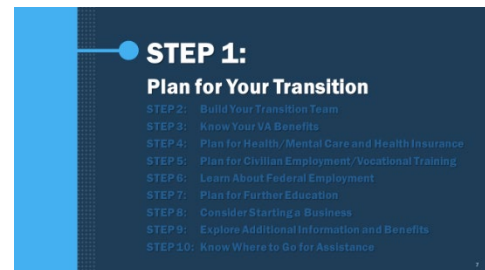 STEP 1:
Plan for Your Transition
STEP 2: Build Your Transition Team
STEP 3: Know Your VA Benefits
STEP 4: Plan for Health/Mental Care and Health Insurance
STEP 5: Plan for Civilian Employment/Vocational Training
STEP 6: Learn About Federal Employment
STEP 7: Plan for Further Education
STEP 8: Consider Starting a Business
STEP 9: Explore Additional Information and Benefits
STEP 10: Know Where to Go for Assistance
7